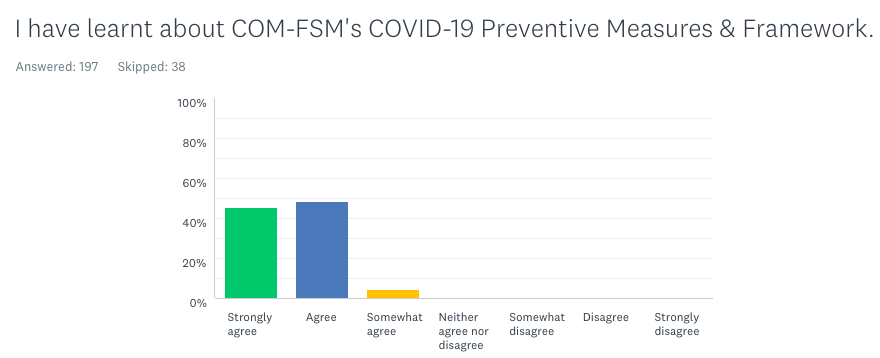 I have learnt about COM-FSM's COVID-19 Preventive Measures & Framework.
Answered: 197 Skipped: 38
100%
80%
60%
40%
20%
0%
Strongly
agree
Agree
Somewhat
agree
Neither
agree nor
disagree
Somewhat
disagree
Disagree
Strongly
disagree